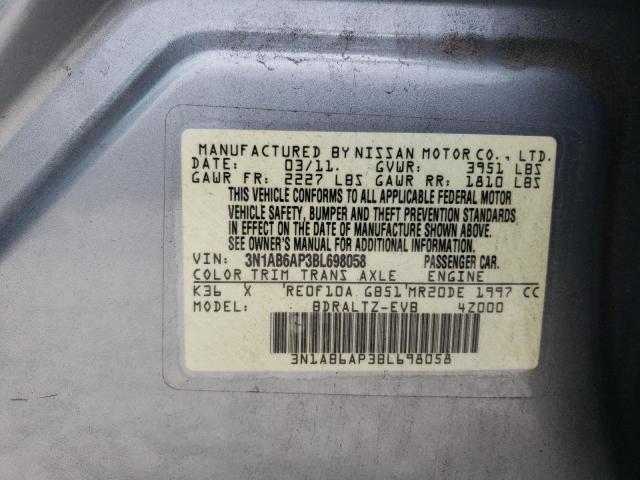 MANUFACTURED BY NISSAN MOTOR CO., LTD.
DATE: 03/11. GVWR: 3951 LBS
GAWR FR: 2227 LBS GAWR RR: 1810 LBS
THIS VEHICLE CONFORMS TO ALL APPLICABLE FEDERAL MOTOR
VEHICLE SAFETY, BUMPER AND THEFT PREVENTION STANDARDS
IN EFFECT ON THE DATE OF MANUFACTURE SHOWN ABOVE.
SEE OWNER'S MANUAL FOR ADDITIONAL INFORMATION.
VIN: 3N1AB6AP3BL698058 PASSENGER CAR.
COLOR TRIM TRANS AXLE ENGINE
K36 X 'RE0F10A GB51'MR20DE 1997 CC
MODEL: BDRALTZ-EVB 4Z000
3N1AB6AP3BL698058